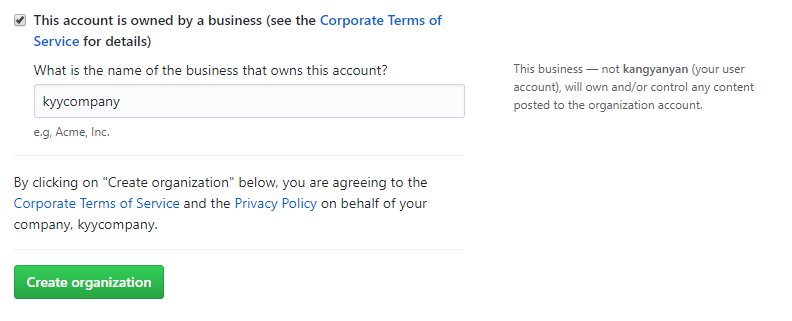 This account is owned by a business (see the Corporate Terms of
Service for details)
What is the name of the business that owns this account?
kyycompany
e.g, Acme, Inc.
This business — not kangyanyan (your user
account), will own and/or control any content
posted to the organization account.
By clicking on "Create organization" below, you are agreeing to the
Corporate Terms of Service and the Privacy Policy on behalf of your
company, kyycompany.
Create organization